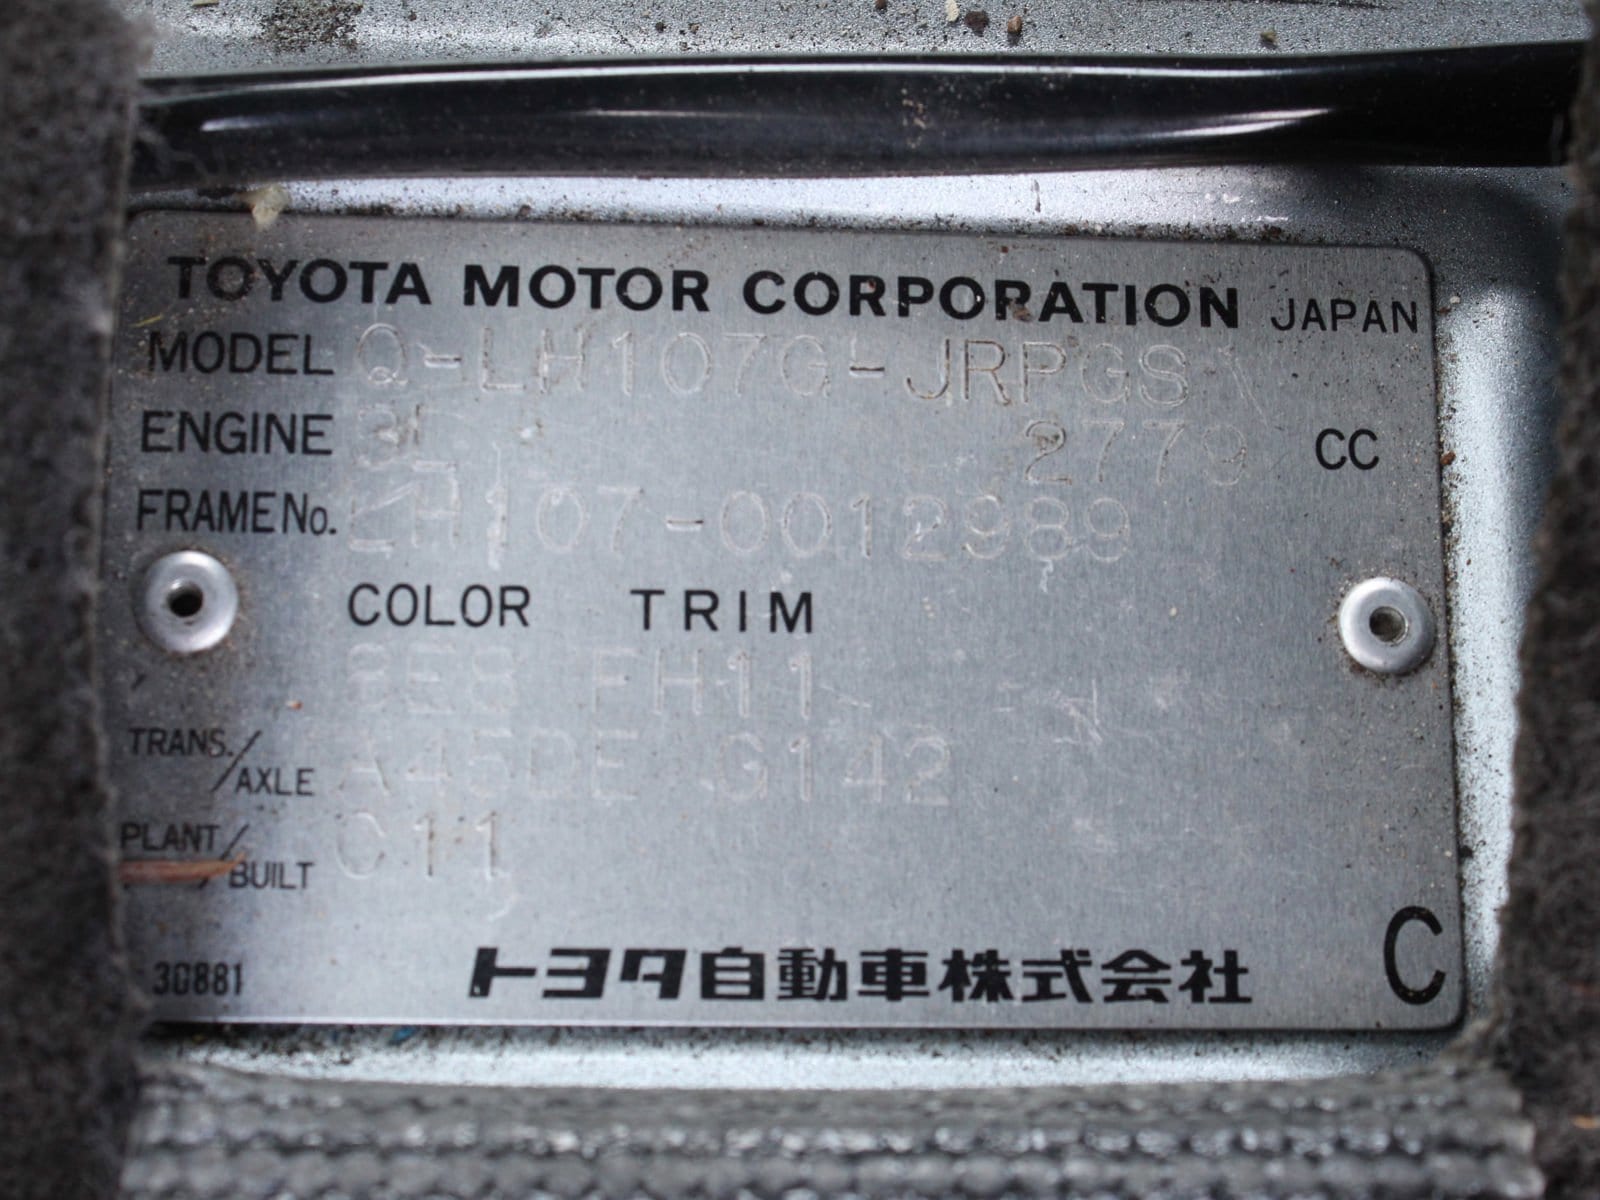 TOYOTA MOTOR CORPORATION JAPAN
MODEL Q-LH107G-JRPGS
ENGINE 3L 2779 CC
FRAME No. LH107-0012989
COLOR TRIM
8E8 FH11
TRANS./AXLE A45DE G142
PLANT/BUILT C11
30881 トヨタ自動車株式会社 C